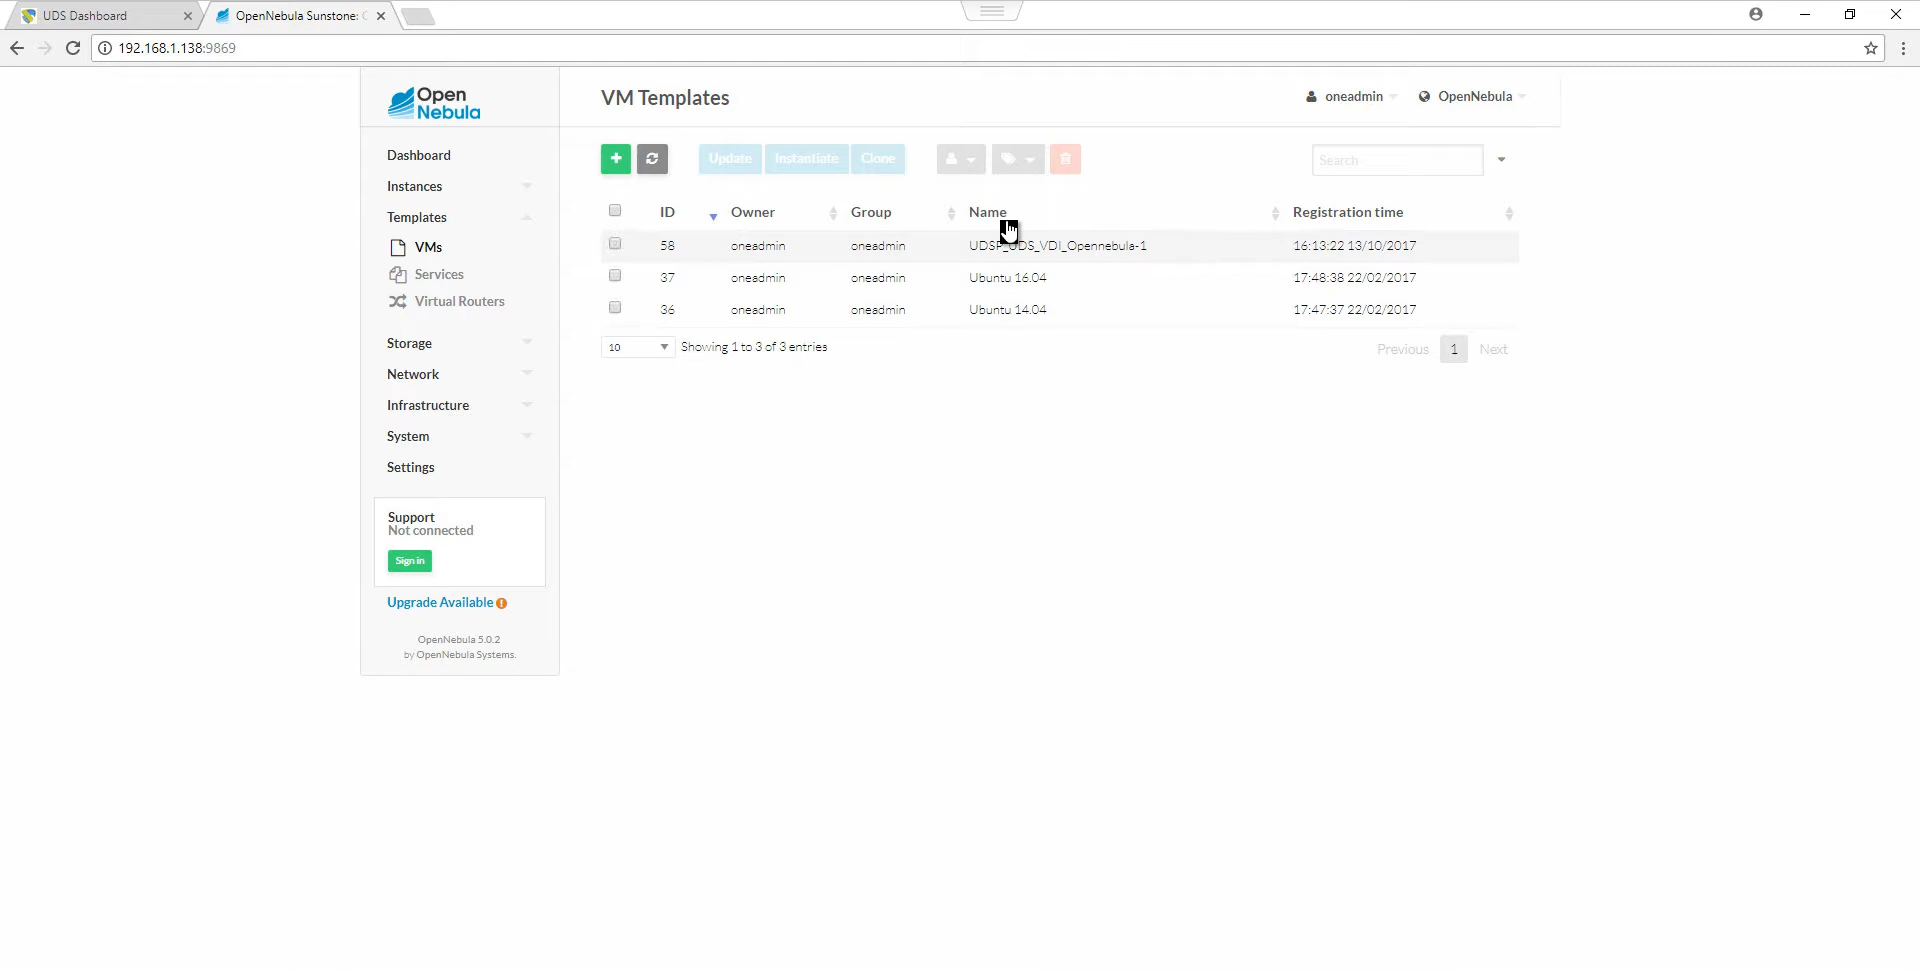 UDS Dashboard
OpenNebula Sunstone: C
192.168.1.138:9869
Open
Nebula
VM Templates
oneadmin
OpenNebula
Dashboard
Instances
Templates
VMs
Services
Virtual Routers
Storage
Network
Infrastructure
System
Settings
Support
Not connected
Sign in
Upgrade Available
OpenNebula 5.0.2
by OpenNebula Systems.
Update Instantiate Clone
Search
ID Owner Group Name Registration time
58 oneadmin oneadmin UDSP_UDS_VDI_Opennebula-1 16:13:22 13/10/2017
37 oneadmin oneadmin Ubuntu 16.04 17:48:38 22/02/2017
36 oneadmin oneadmin Ubuntu 14.04 17:47:37 22/02/2017
10 Showing 1 to 3 of 3 entries
Previous 1 Next